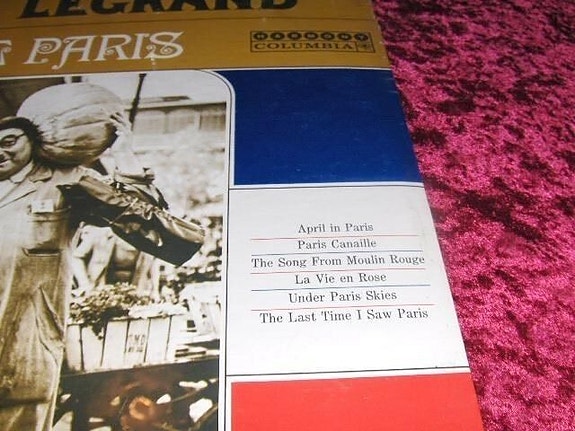 LEGRAND
PARIS
HARMONY
COLUMBIA
April in Paris
Paris Canaille
The Song From Moulin Rouge
La Vie en Rose
Under Paris Skies
The Last Time I Saw Paris